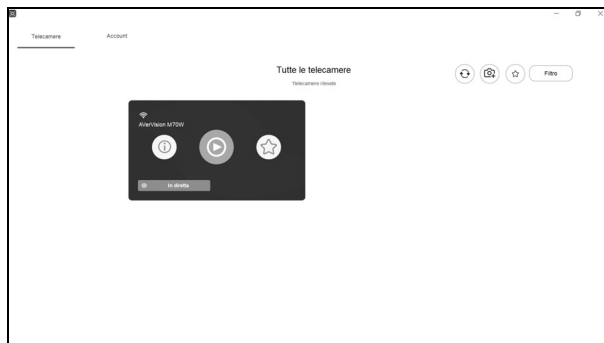 Telecamere Account
Tutte le telecamere
Telecamere rilevate
Filtro
AVerVision M70W
In diretta